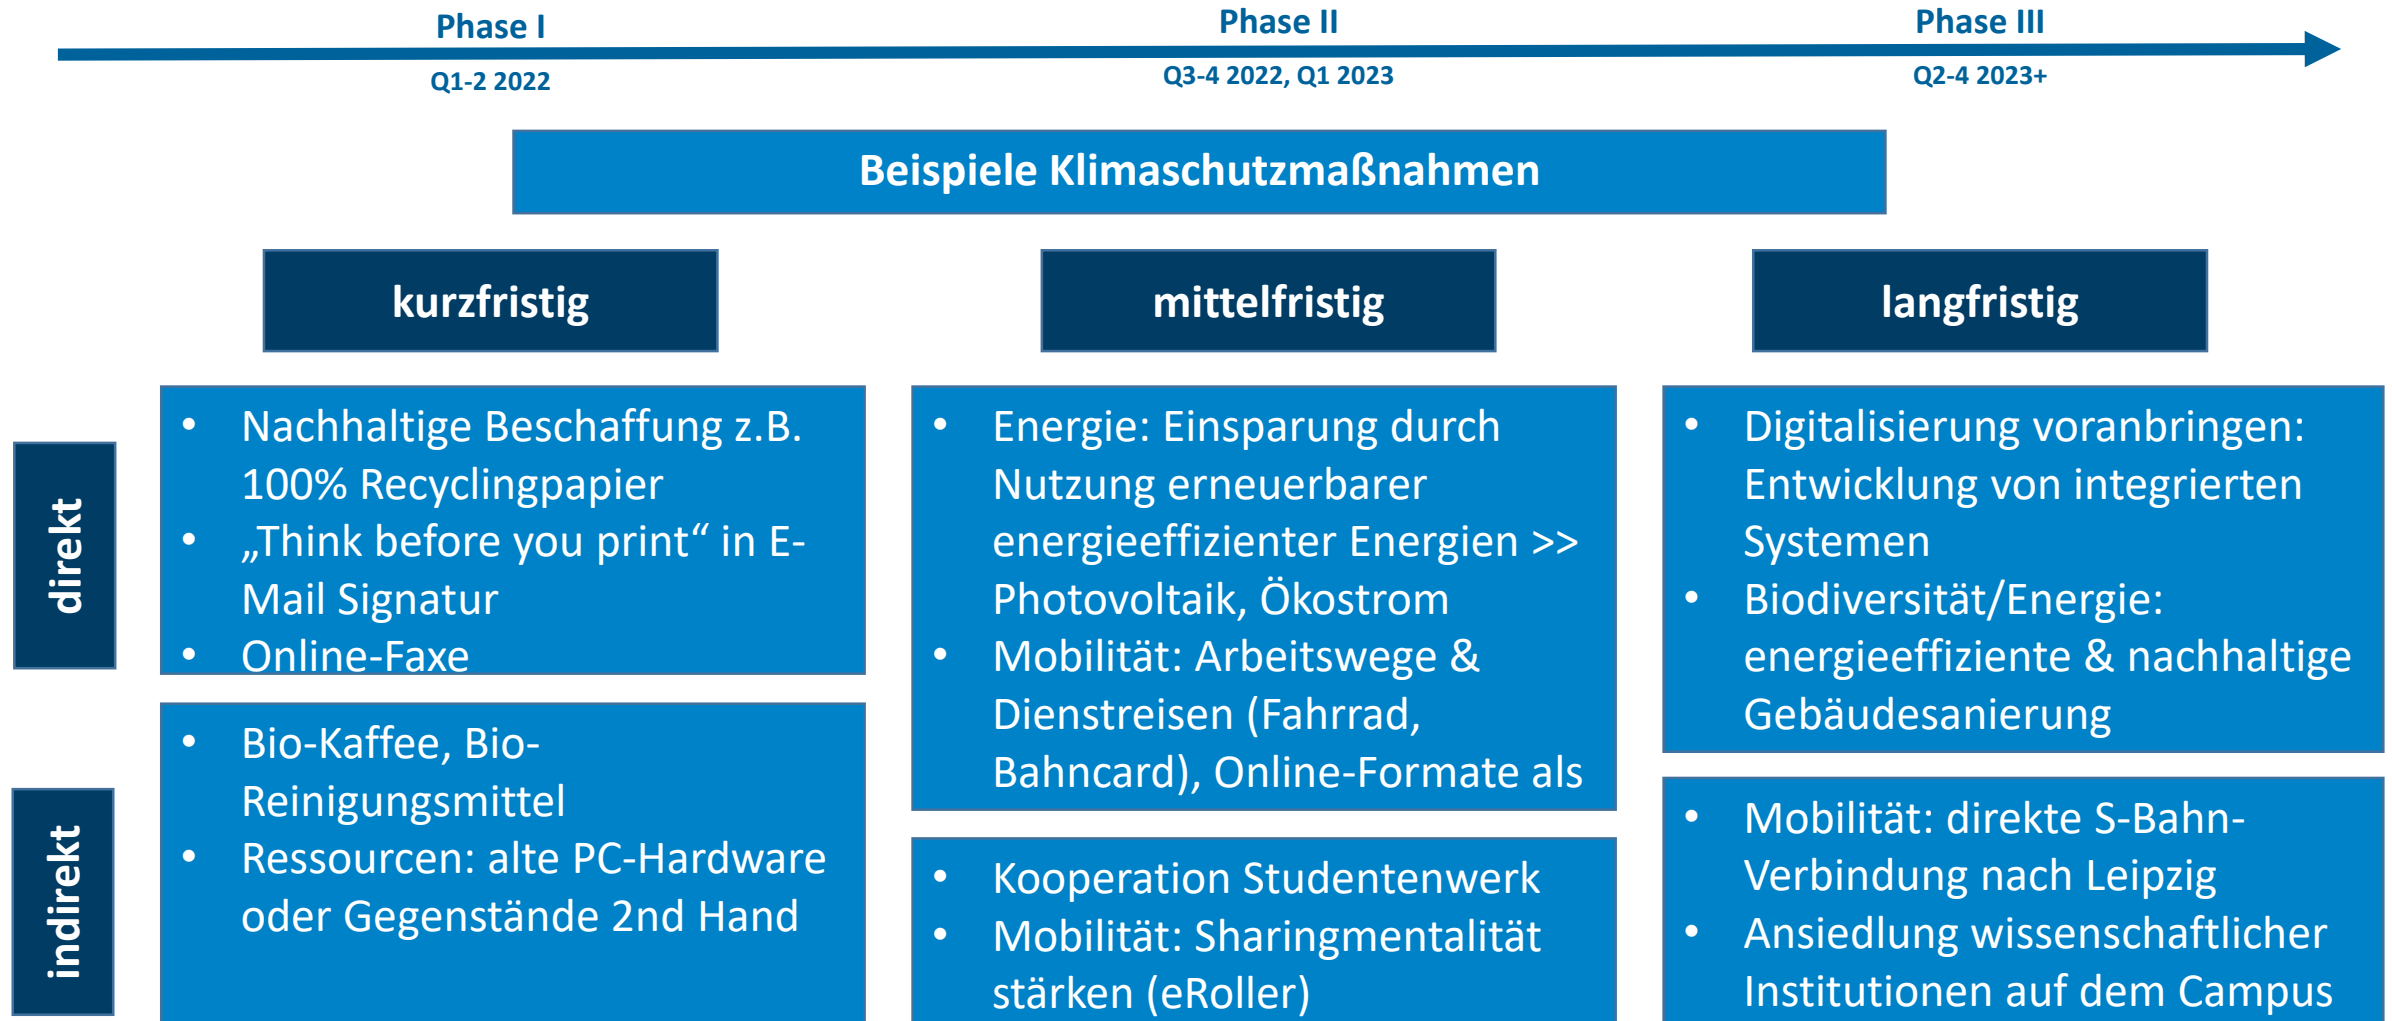 Phase I
Phase II
Phase III
Q1-2 2022
Q3-4 2022, Q1 2023
Q2-4 2023+
Beispiele Klimaschutzmaßnahmen
kurzfristig
mittelfristig
langfristig
direkt
• Nachhaltige Beschaffung z.B.
100% Recyclingpapier
• „Think before you print“ in E-
Mail Signatur
• Online-Faxe
• Energie: Einsparung durch
Nutzung erneuerbarer
energieeffizienter Energien >>
Photovoltaik, Ökostrom
• Mobilität: Arbeitswege &
Dienstreisen (Fahrrad,
Bahncard), Online-Formate als
• Digitalisierung voranbringen:
Entwicklung von integrierten
Systemen
• Biodiversität/Energie:
energieeffiziente & nachhaltige
Gebäudesanierung
indirekt
• Bio-Kaffee, Bio-
Reinigungsmittel
• Ressourcen: alte PC-Hardware
oder Gegenstände 2nd Hand
• Kooperation Studentenwerk
• Mobilität: Sharingmentalität
stärken (eRoller)
• Mobilität: direkte S-Bahn-
Verbindung nach Leipzig
• Ansiedlung wissenschaftlicher
Institutionen auf dem Campus